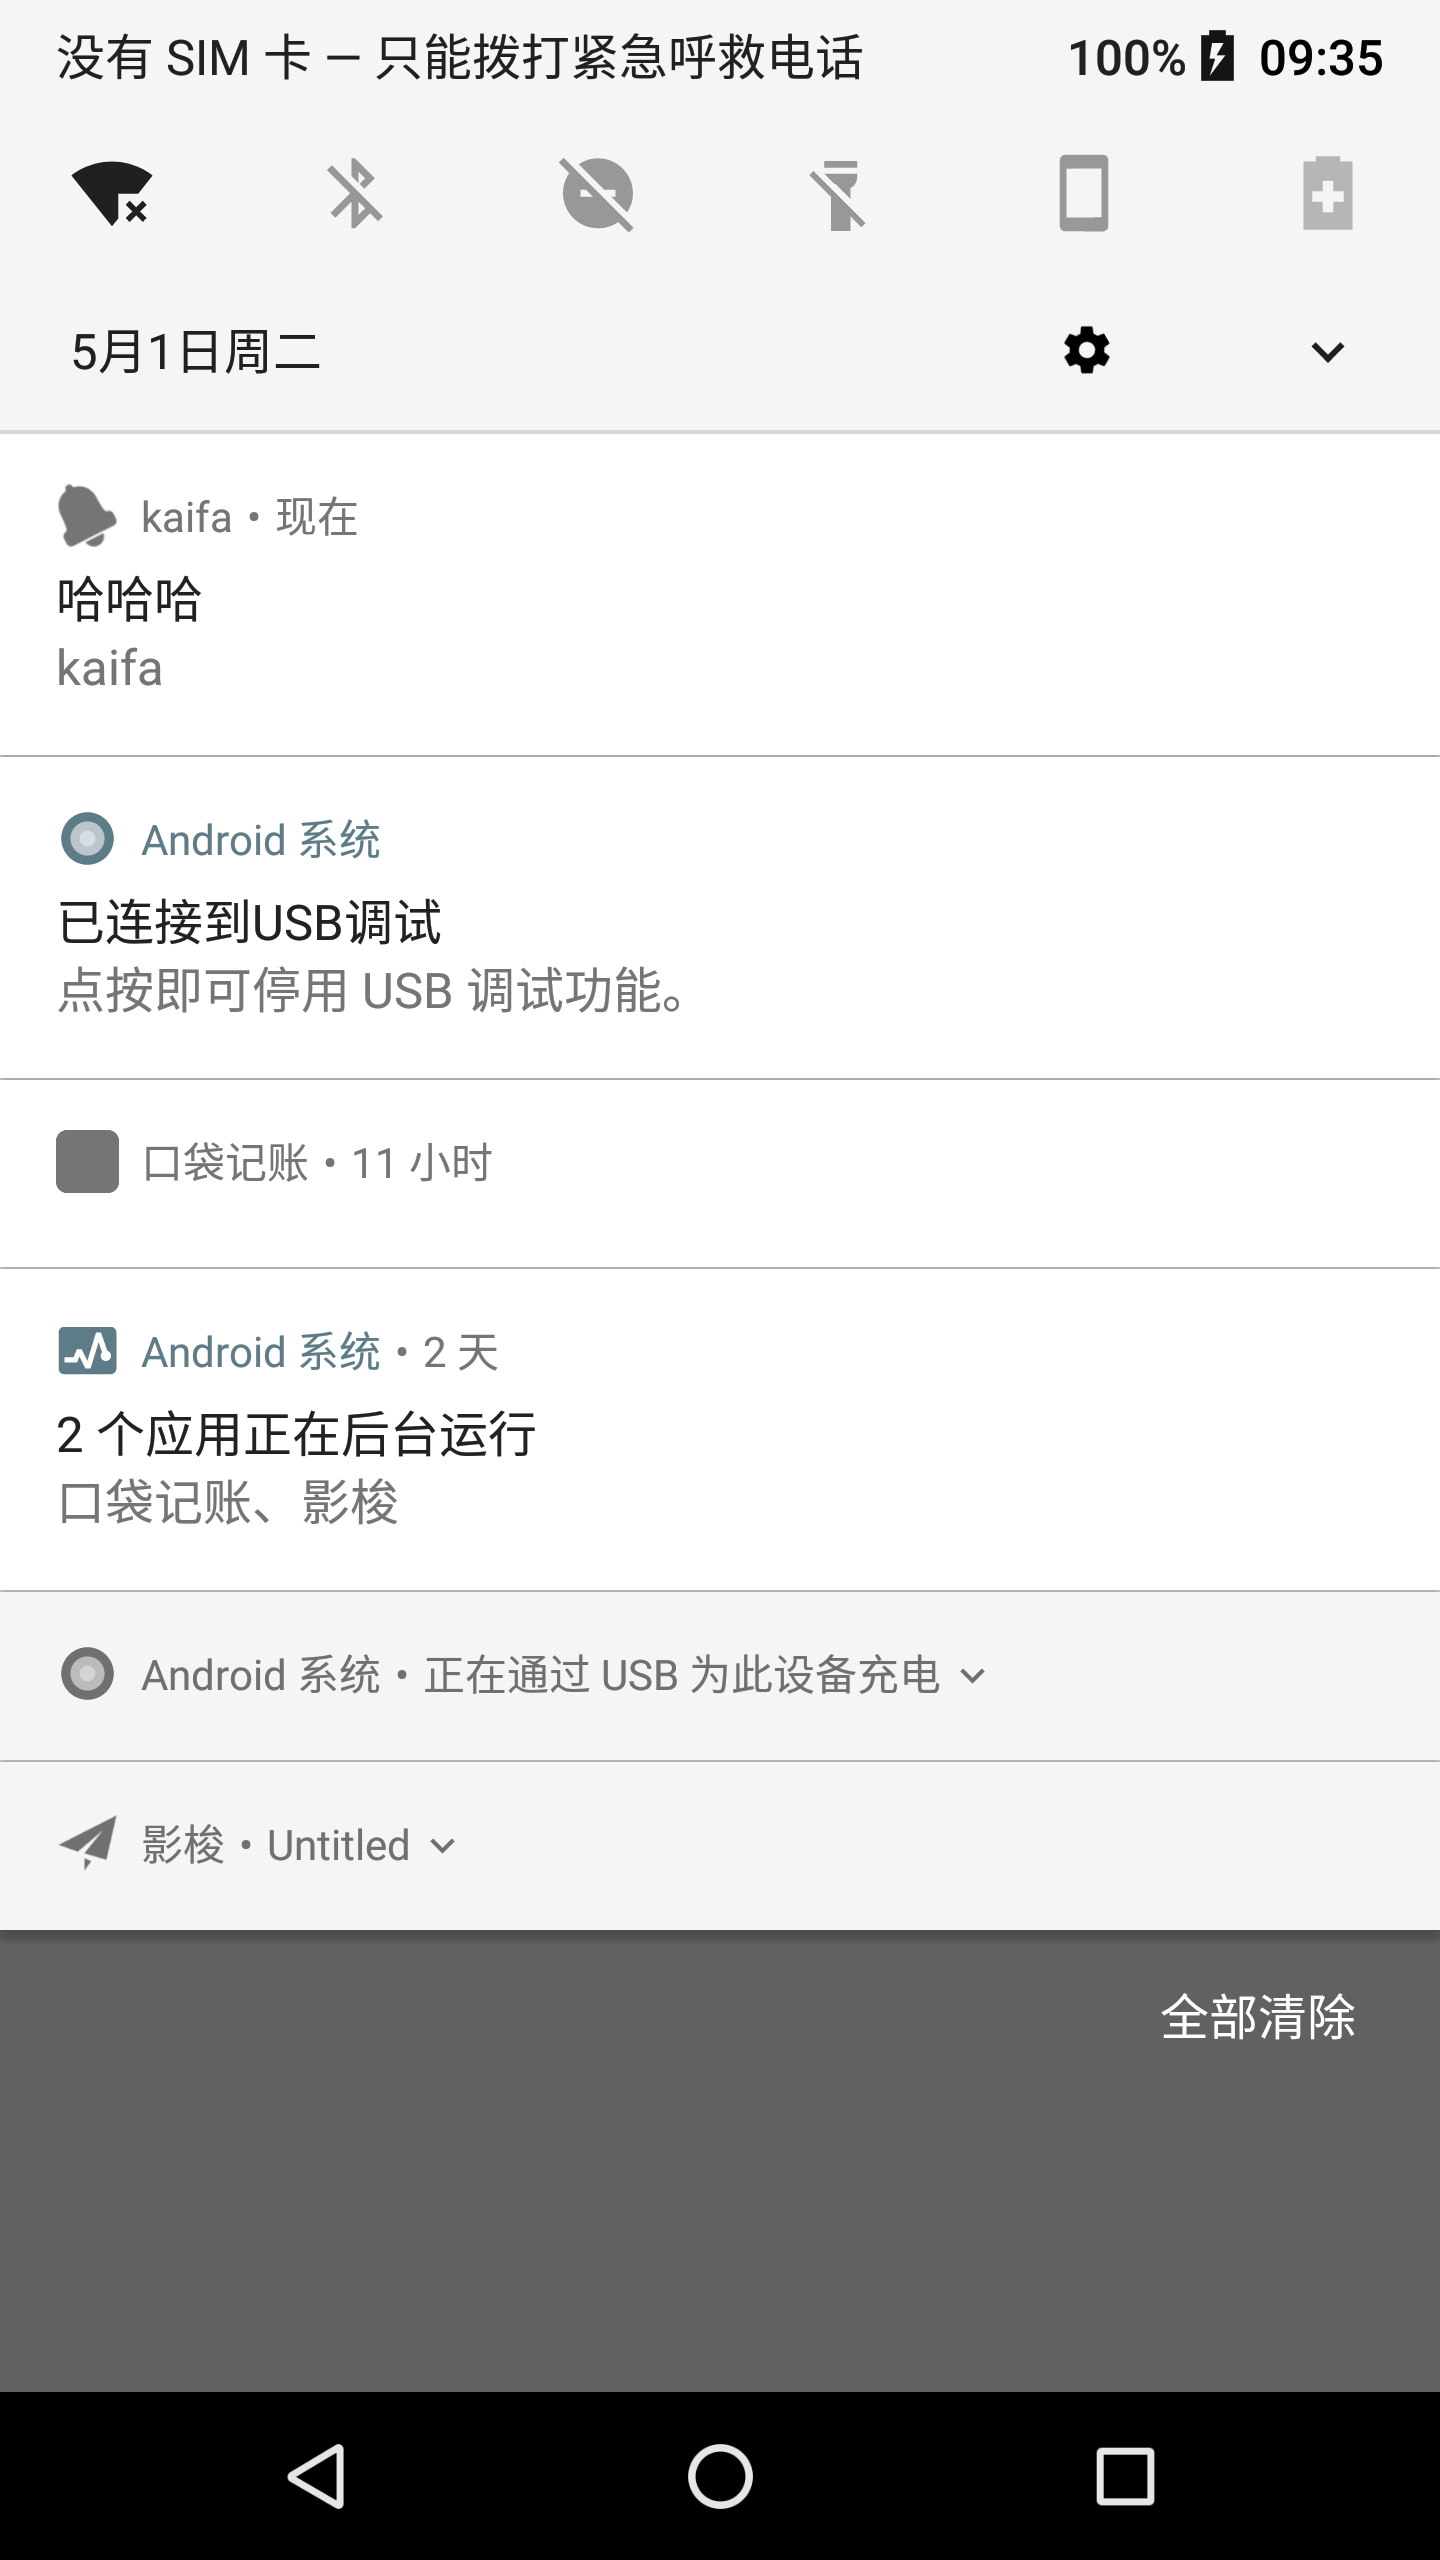 没有 SIM 卡 — 只能拨打紧急呼救电话 100% 09:35
5月1日周二
kaifa • 现在
哈哈哈
kaifa
Android 系统
已连接到USB调试
点按即可停用 USB 调试功能。
口袋记账 • 11 小时
Android 系统 • 2 天
2 个应用正在后台运行
口袋记账、影梭
Android 系统 • 正在通过 USB 为此设备充电
影梭 • Untitled
全部清除